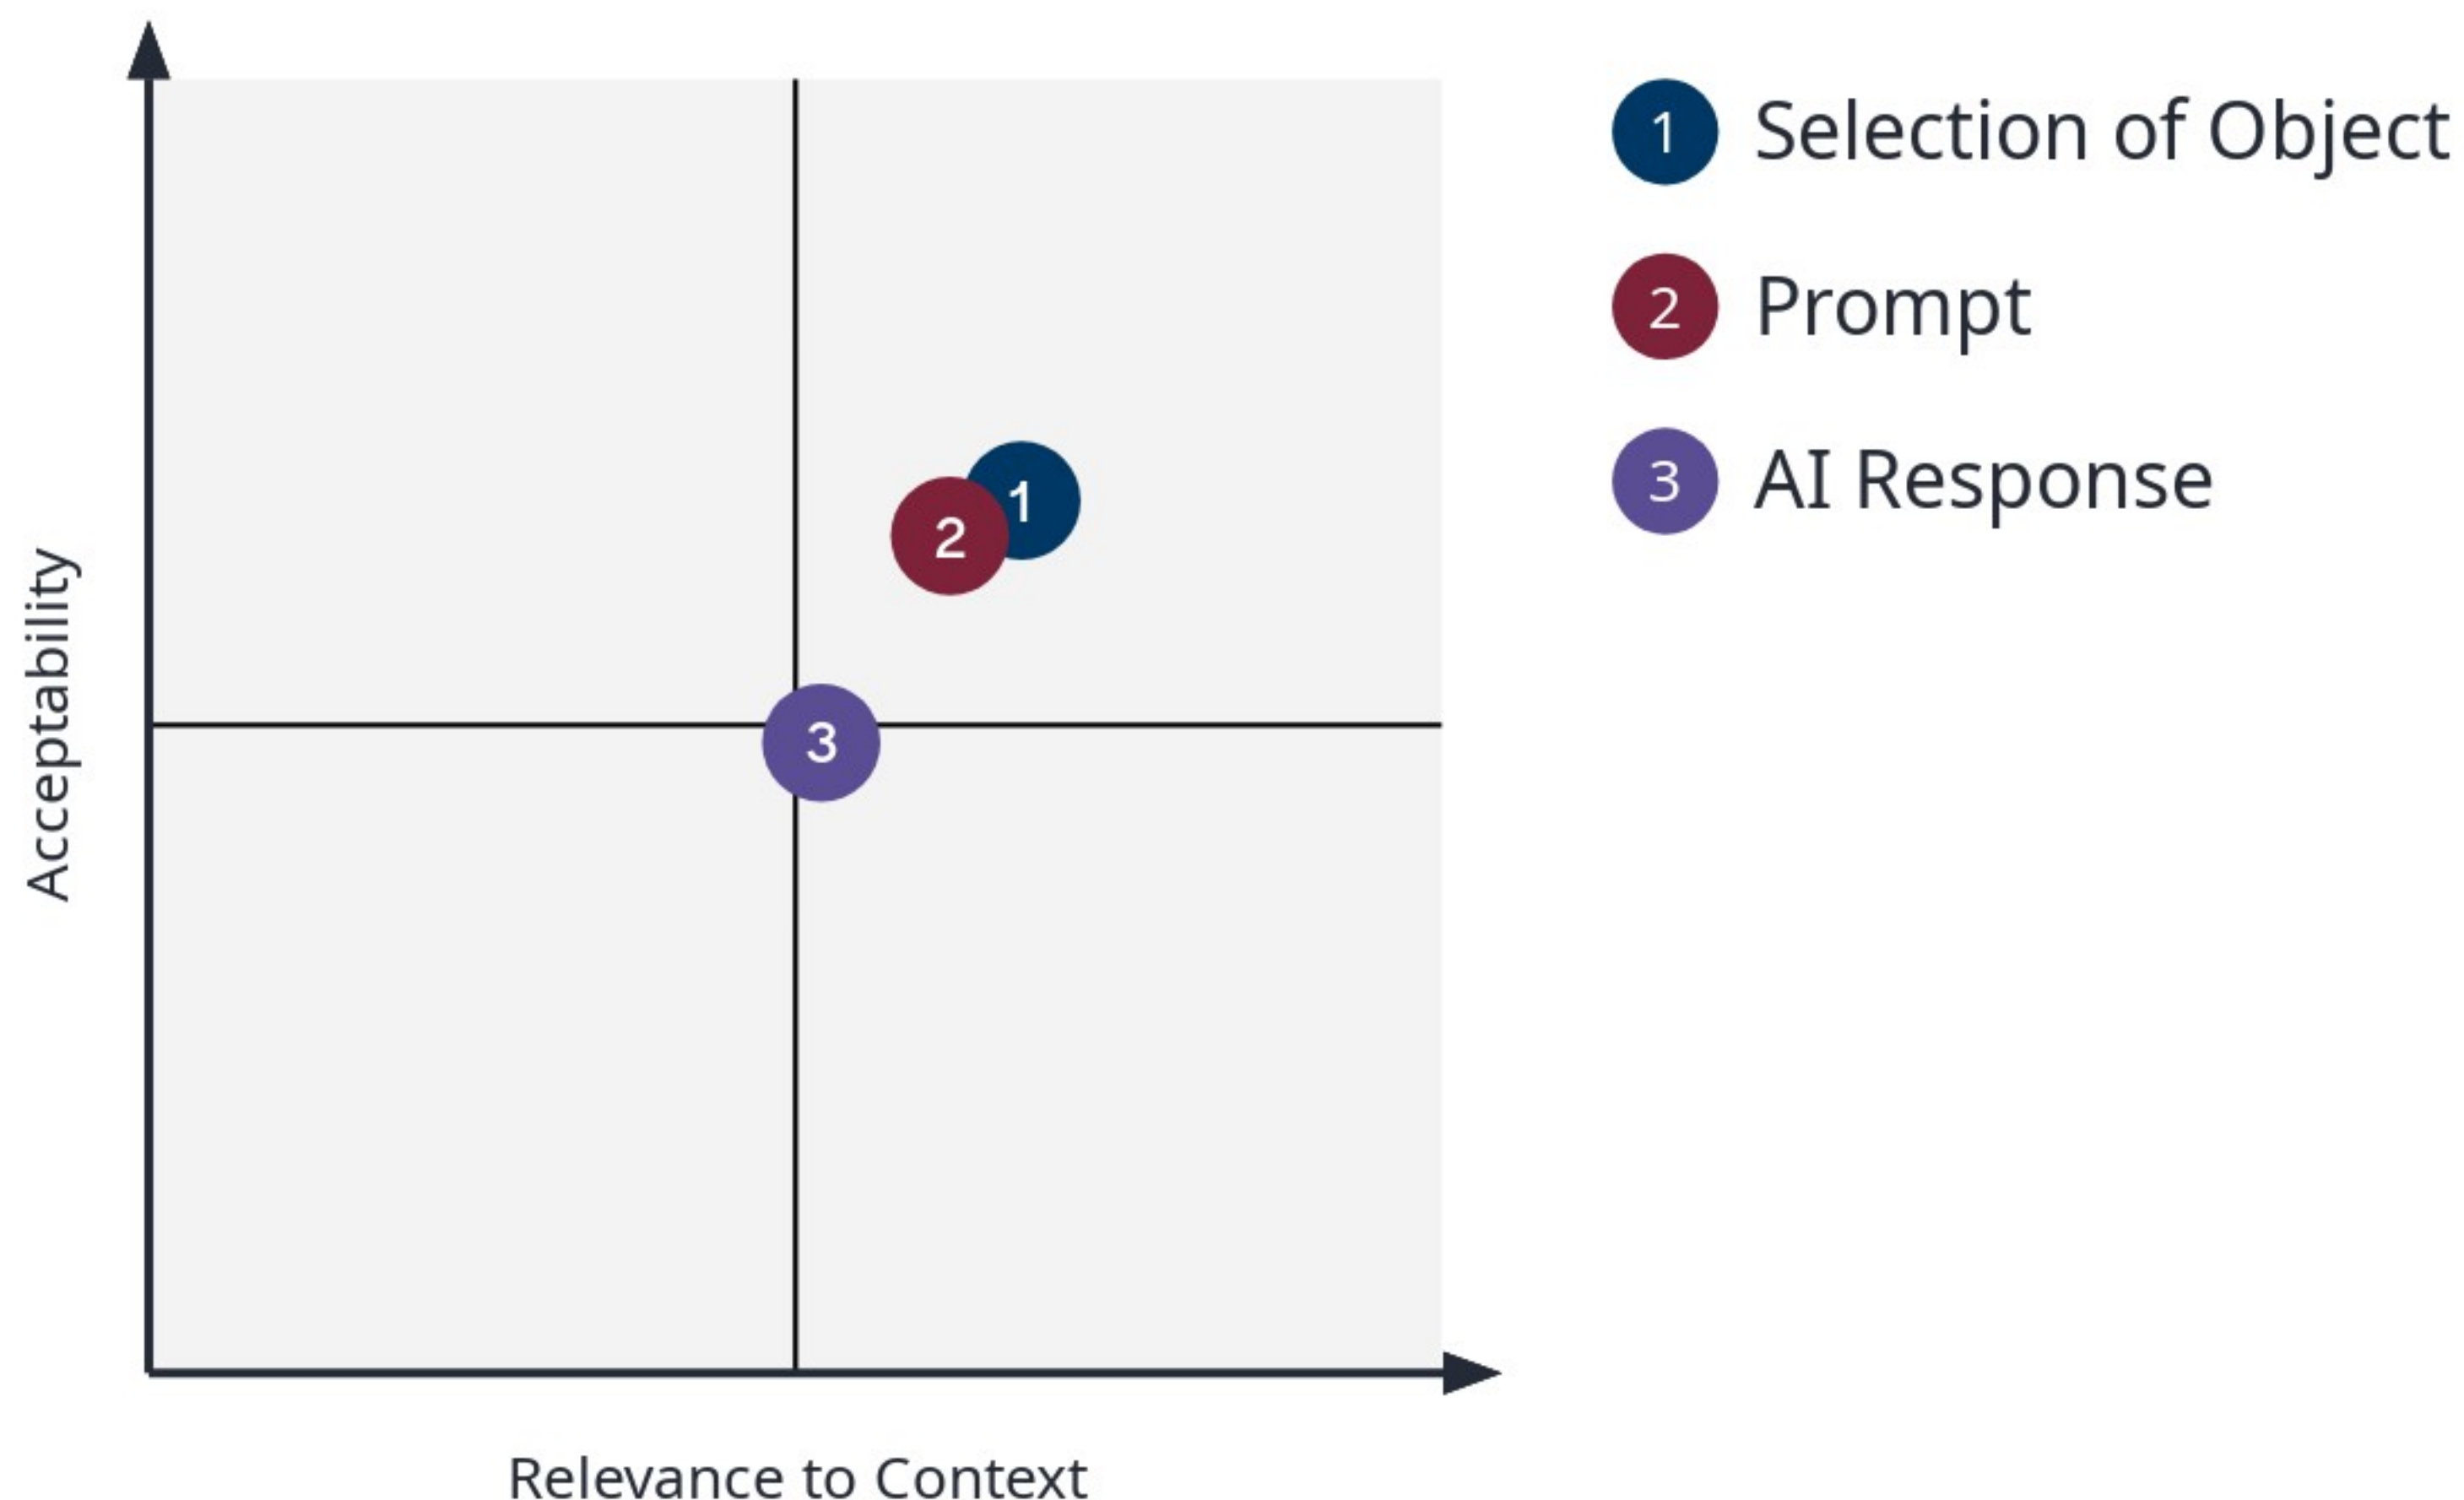 1 Selection of Object
2 Prompt
3 AI Response
1
2
3
Acceptability
Relevance to Context